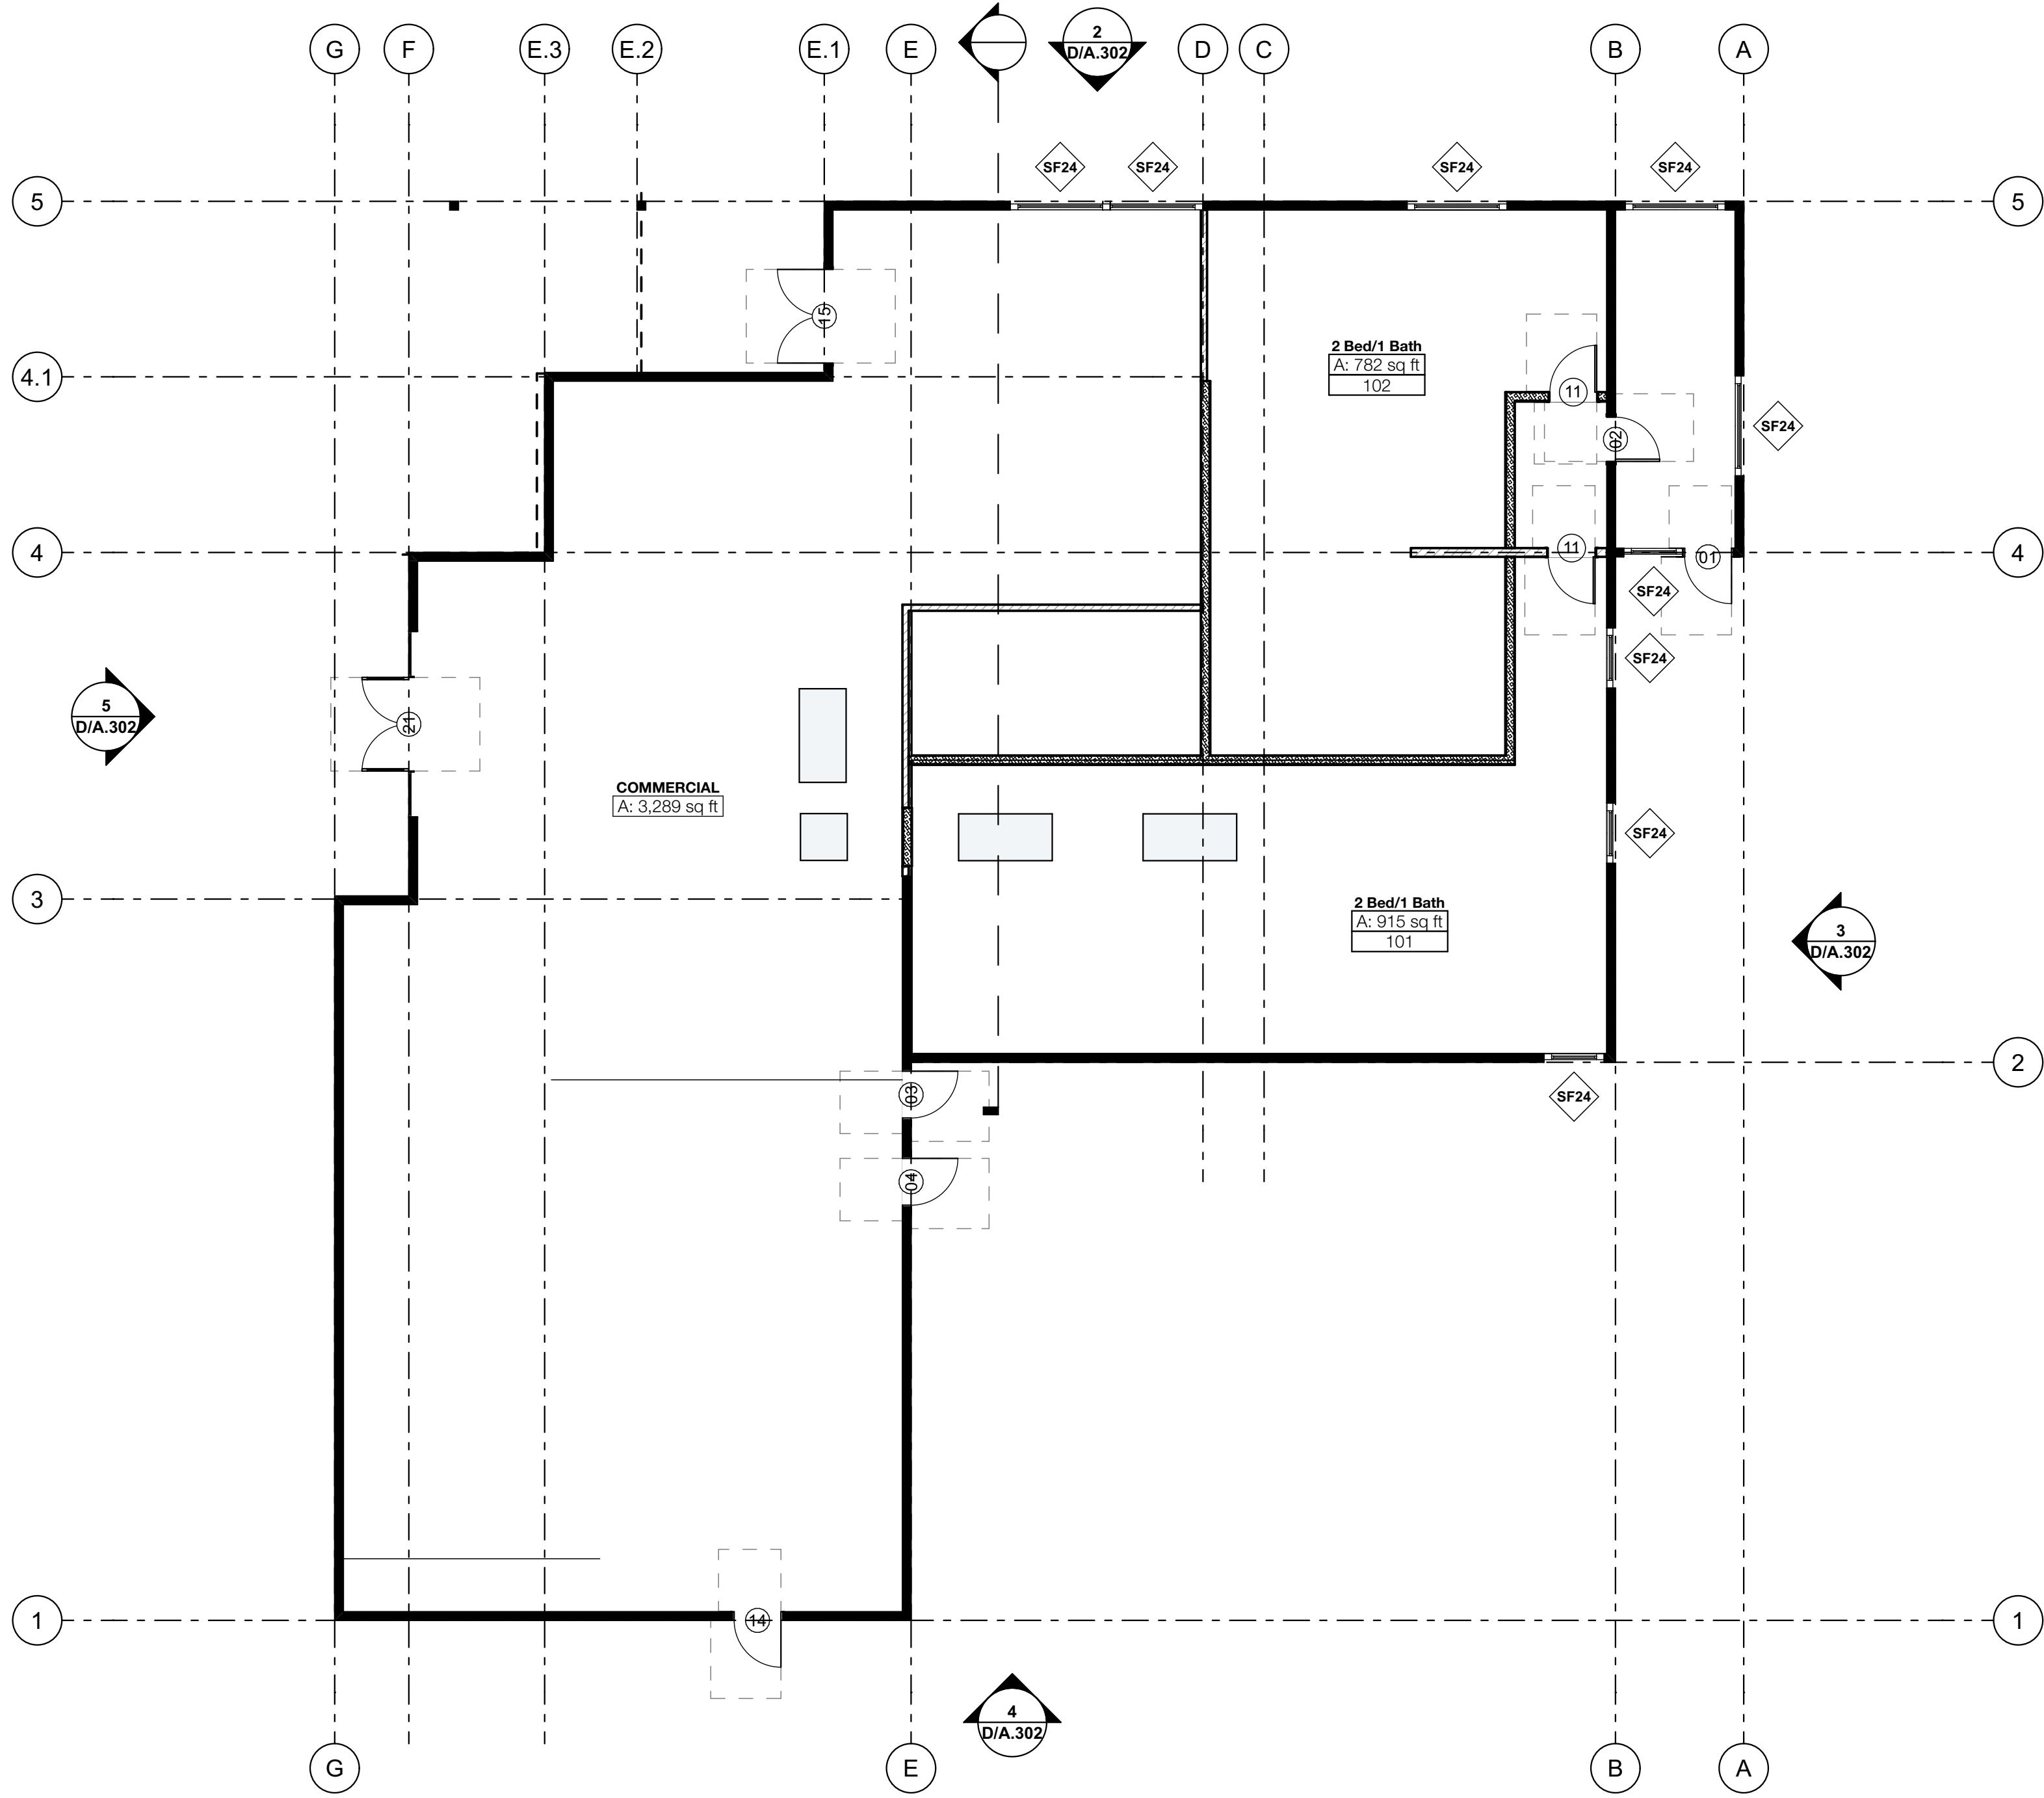 G F E.3 E.2 E.1 E D C B A
2
D/A.302
SF24 SF24 SF24 SF24
5 5
15
4.1
2 Bed/1 Bath
A: 782 sq ft
102
11
02
SF24
4 4
11
01
SF24
SF24
5
D/A.302
21
COMMERCIAL
A: 3,289 sq ft
SF24
3
2 Bed/1 Bath
A: 915 sq ft
101
3
D/A.302
2
03
SF24
04
1 1
14
4
D/A.302
G E B A